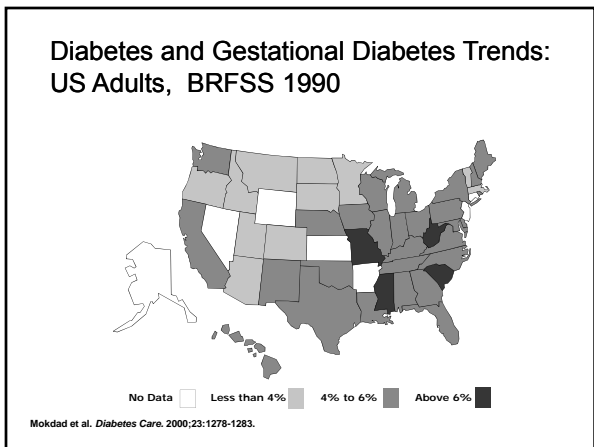 Diabetes and Gestational Diabetes Trends:
US Adults, BRFSS 1990
No Data Less than 4% 4% to 6% Above 6%
Mokdad et al. Diabetes Care. 2000;23:1278-1283.